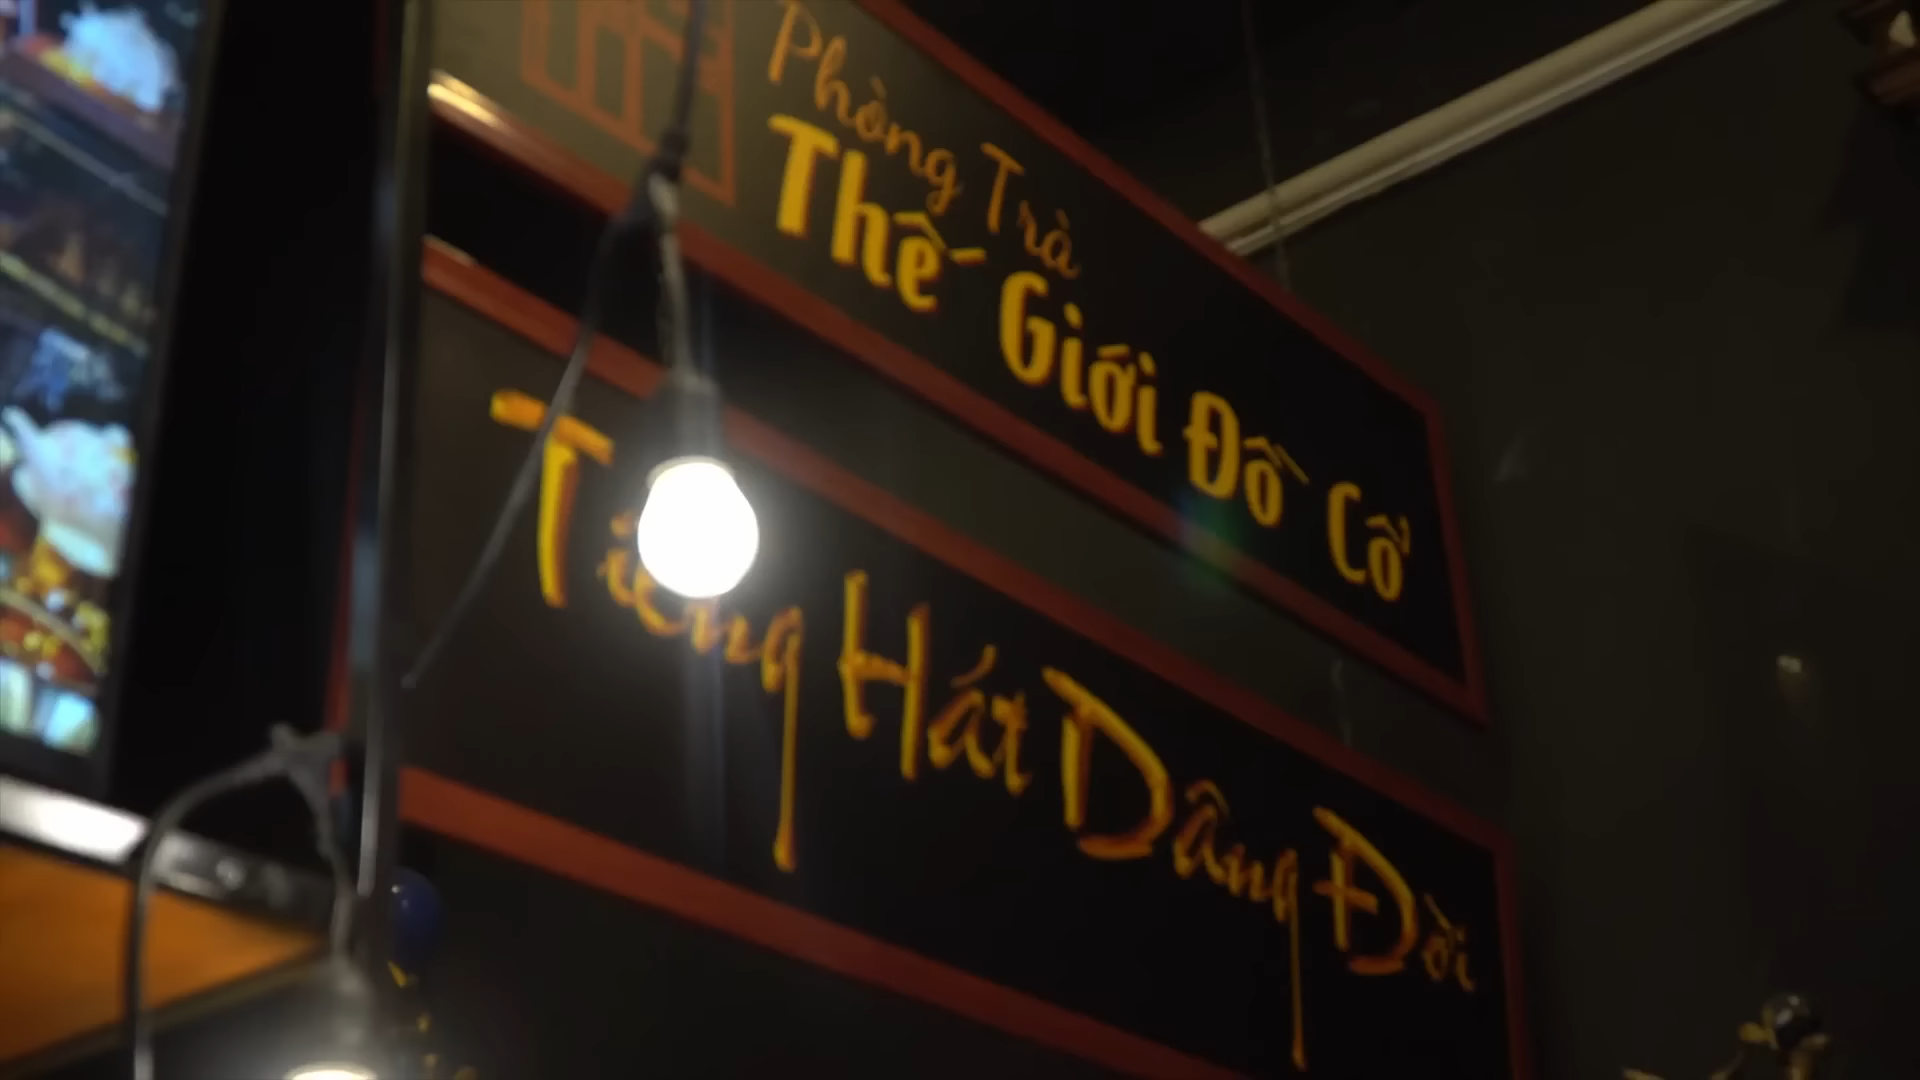 Phòng Trà
Thế Giới Đồ Cổ
Tiếng Hát Dâng Đời